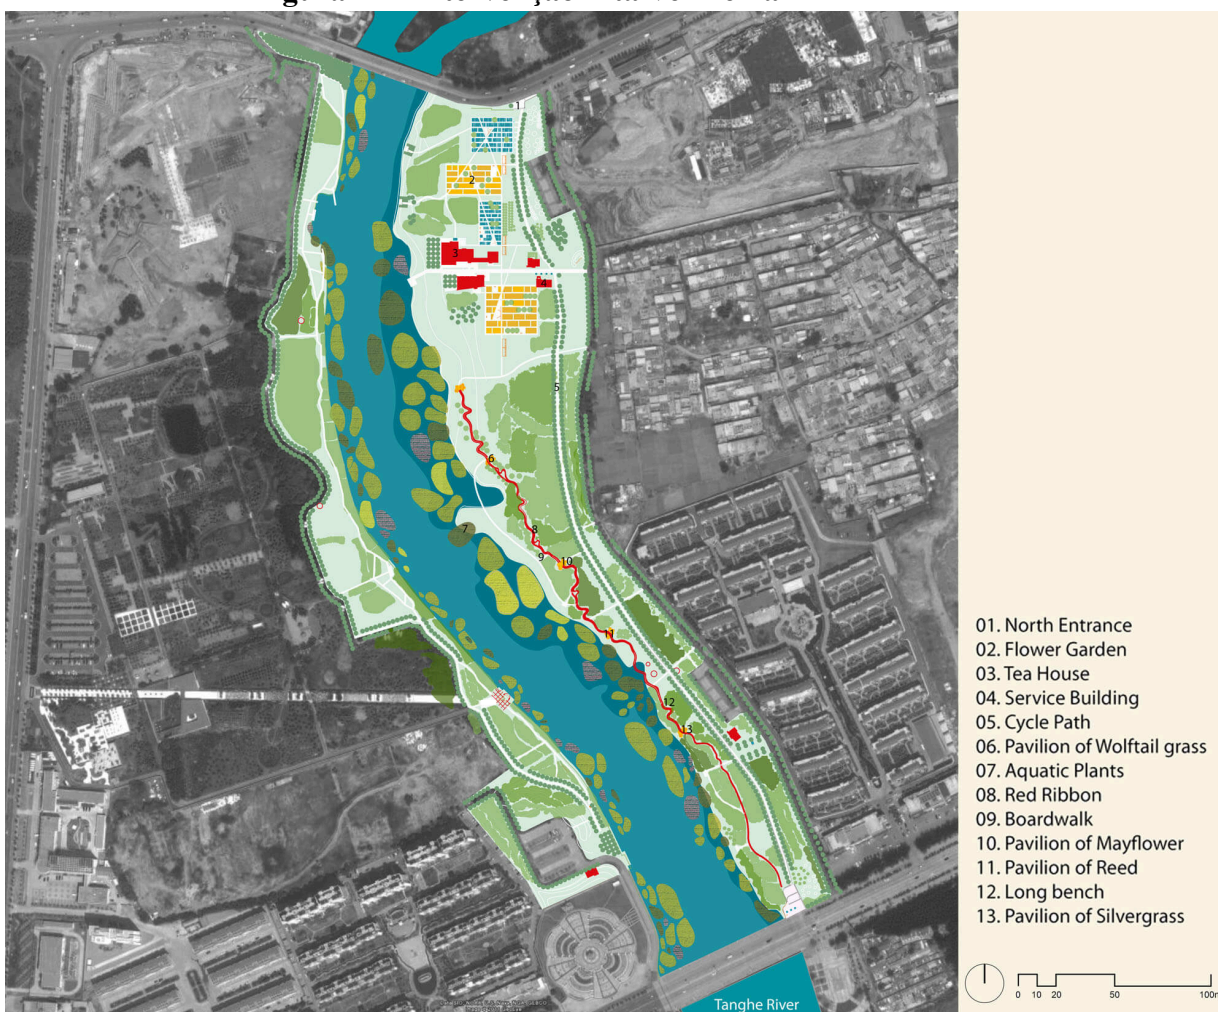 1
2
3
4
5
6
7
8
9
10
11
12
13
01. North Entrance
02. Flower Garden
03. Tea House
04. Service Building
05. Cycle Path
06. Pavilion of Wolftail grass
07. Aquatic Plants
08. Red Ribbon
09. Boardwalk
10. Pavilion of Mayflower
11. Pavilion of Reed
12. Long bench
13. Pavilion of Silvergrass
0 10 20 50 100m
Tanghe River